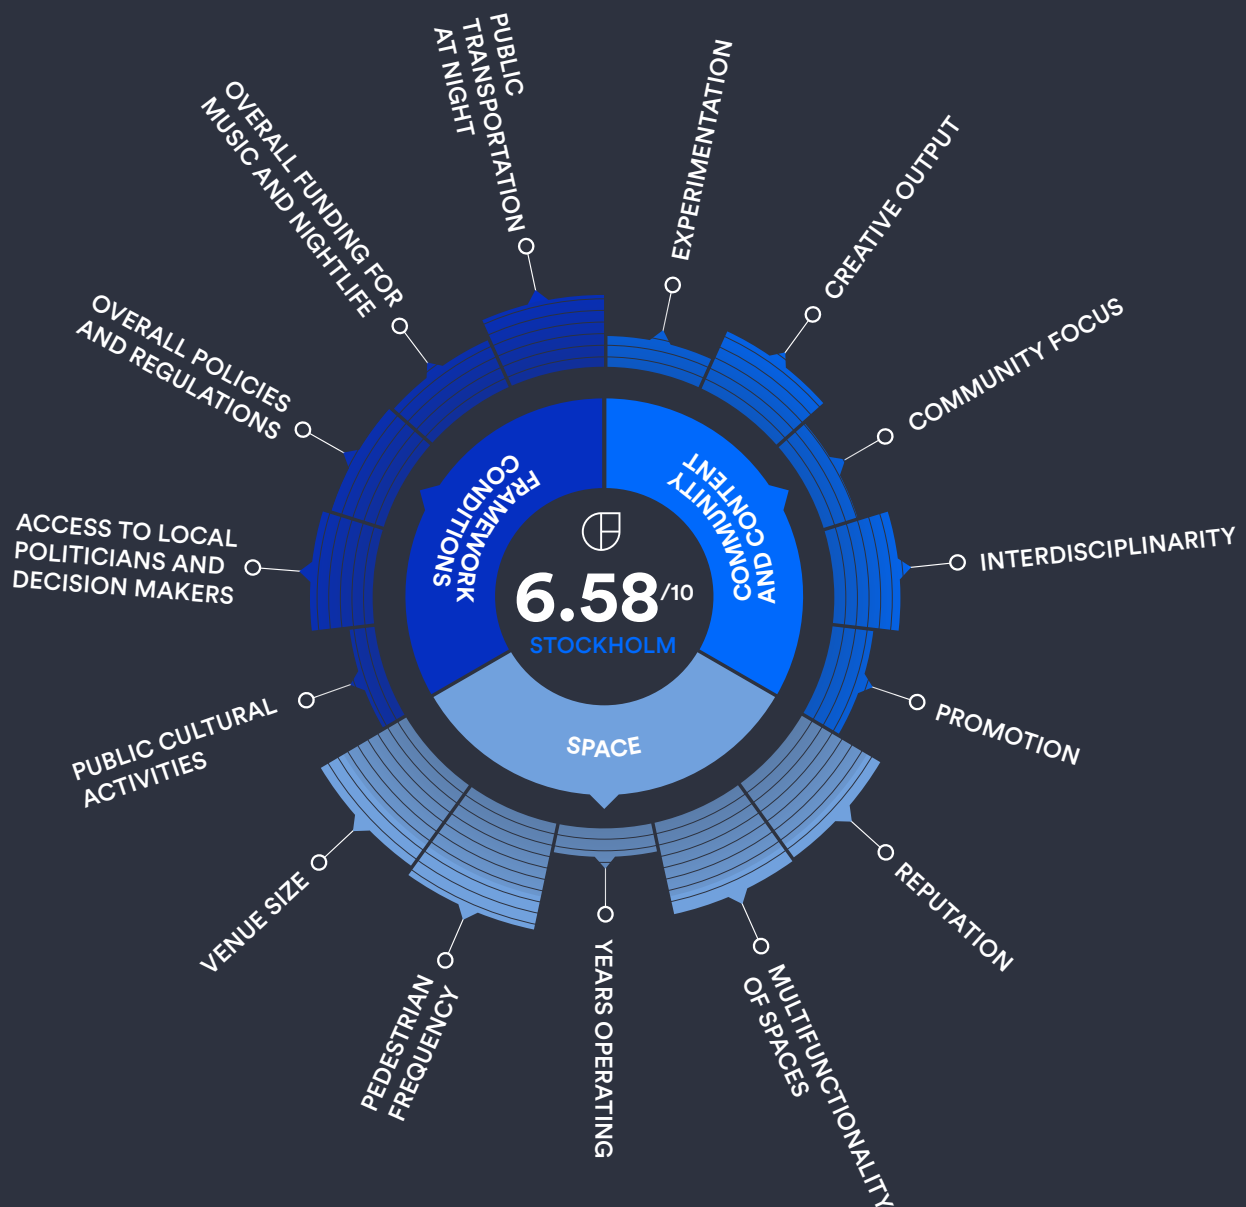 PUBLIC
TRANSPORTATION
AT NIGHT
EXPERIMENTATION
CREATIVE OUTPUT
COMMUNITY FOCUS
INTERDISCIPLINARITY
PROMOTION
REPUTATION
MULTIFUNCTIONALITY
OF SPACES
YEARS OPERATING
PEDESTRIAN
FREQUENCY
VENUE SIZE
PUBLIC CULTURAL
ACTIVITIES
ACCESS TO LOCAL
POLITICIANS AND
DECISION MAKERS
OVERALL POLICIES
AND REGULATIONS
OVERALL FUNDING FOR
MUSIC AND NIGHTLIFE
FRAMEWORK
CONDITIONS
COMMUNITY
AND CONTENT
SPACE
6.58/10
STOCKHOLM